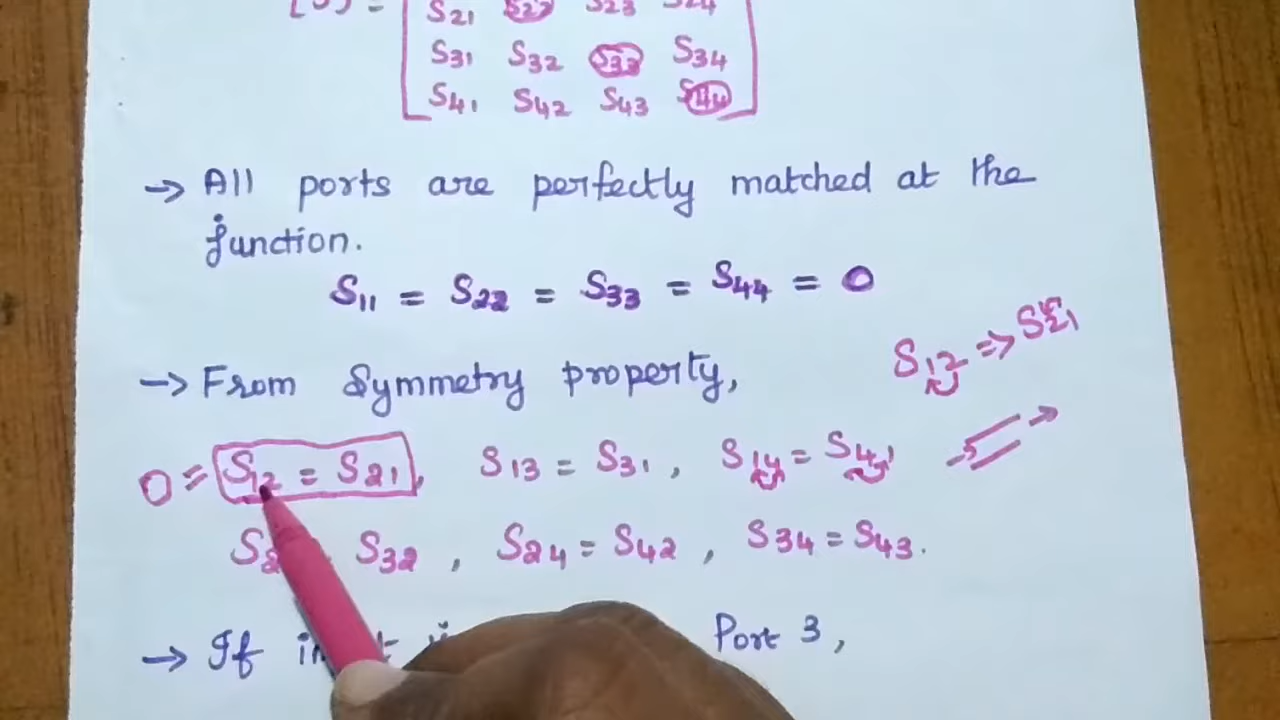 [S] =
S21 S22 S23 S24
S31 S32 S33 S34
S41 S42 S43 S44
→ All ports are perfectly matched at the
junction.
S11 = S22 = S33 = S44 = 0
→ From Symmetry property,
S12 ⇒ S21
0 = S12 = S21, S13 = S31, S14 = S41
S32, S24 = S42, S34 = S43.
→ If Port 3,